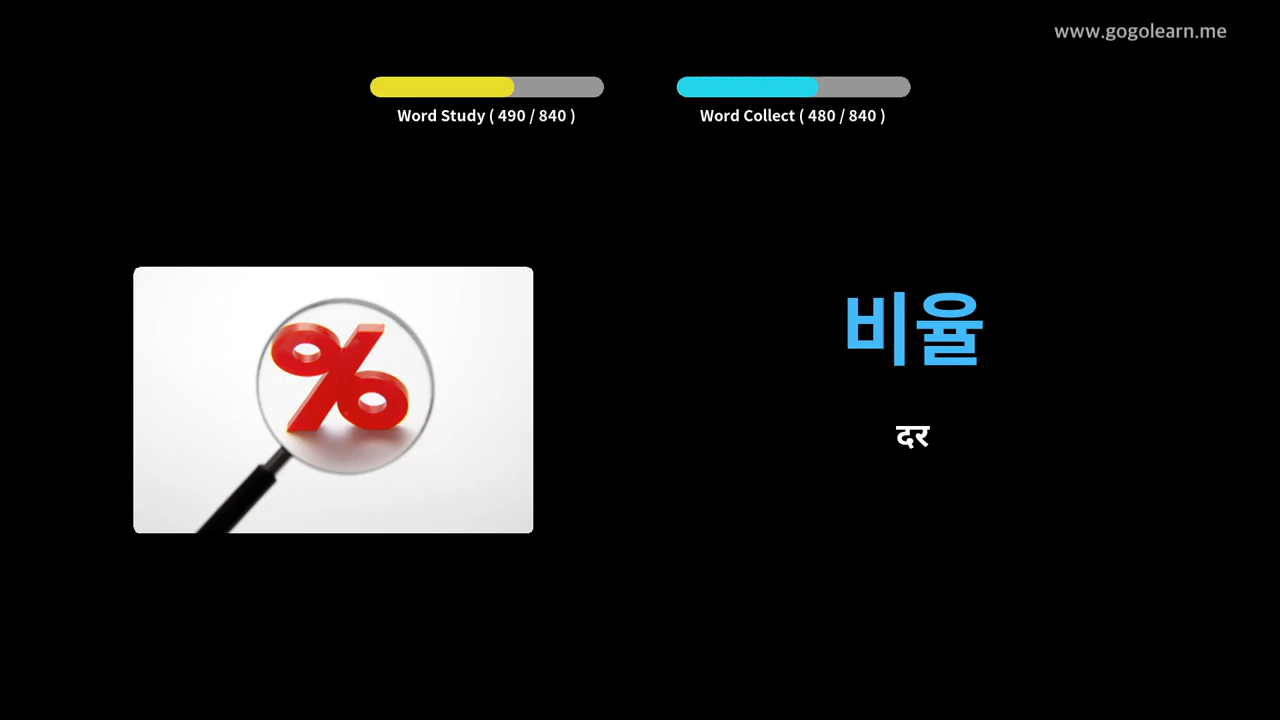 www.gogolearn.me
Word Study ( 490 / 840 )
Word Collect ( 480 / 840 )
%
비율
दर